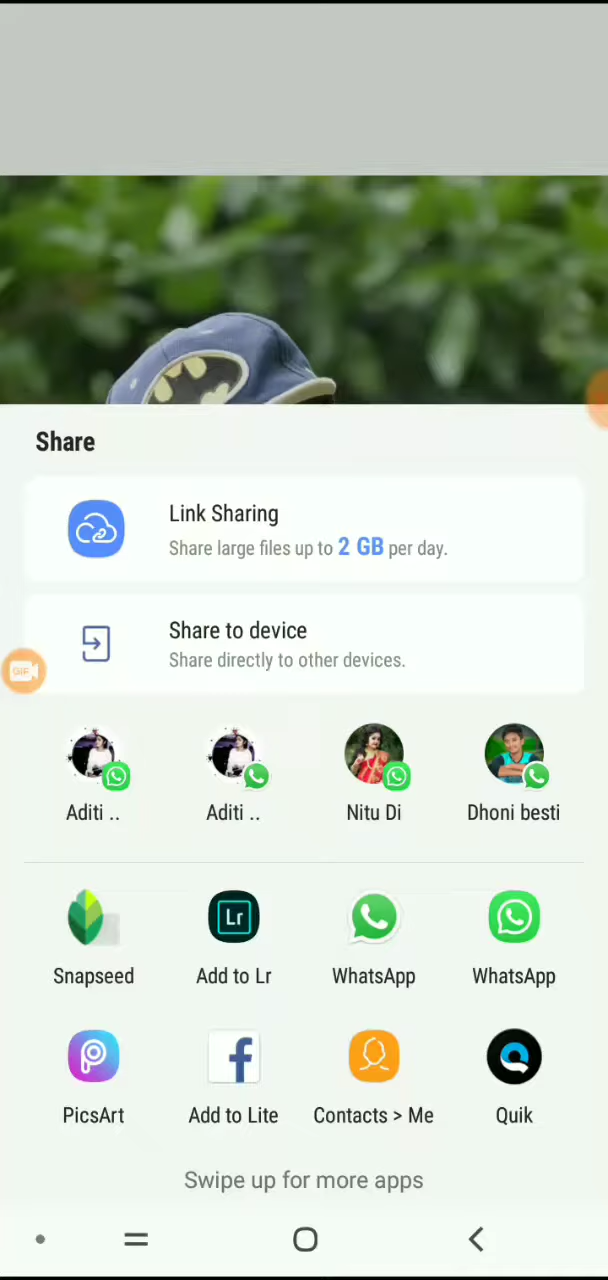 Share
Link Sharing
Share large files up to 2 GB per day.
Share to device
Share directly to other devices.
GIF
Aditi .. Aditi .. Nitu Di Dhoni besti
Lr
Snapseed Add to Lr WhatsApp WhatsApp
PicsArt Add to Lite Contacts > Me Quik
Swipe up for more apps